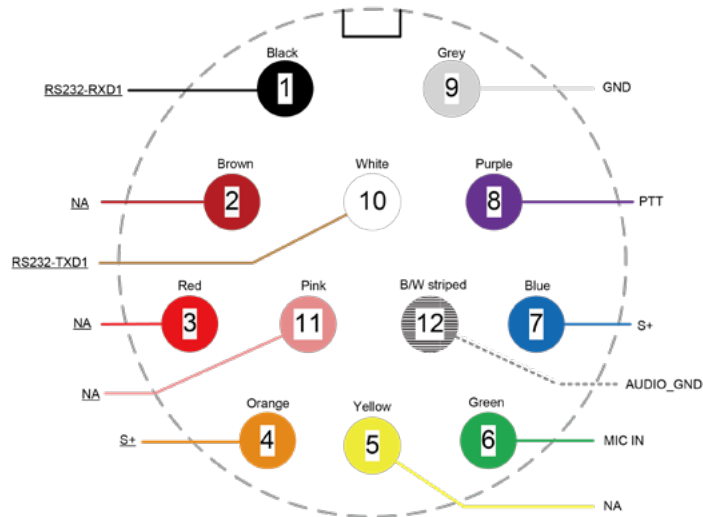 Black
Grey
1
9
RS232-RXD1
GND
Brown
White
Purple
2
10
8
NA
PTT
RS232-TXD1
Red
Pink
B/W striped
Blue
3
11
12
7
NA
S+
NA
AUDIO_GND
Orange
Yellow
Green
4
5
6
S+
MIC IN
NA